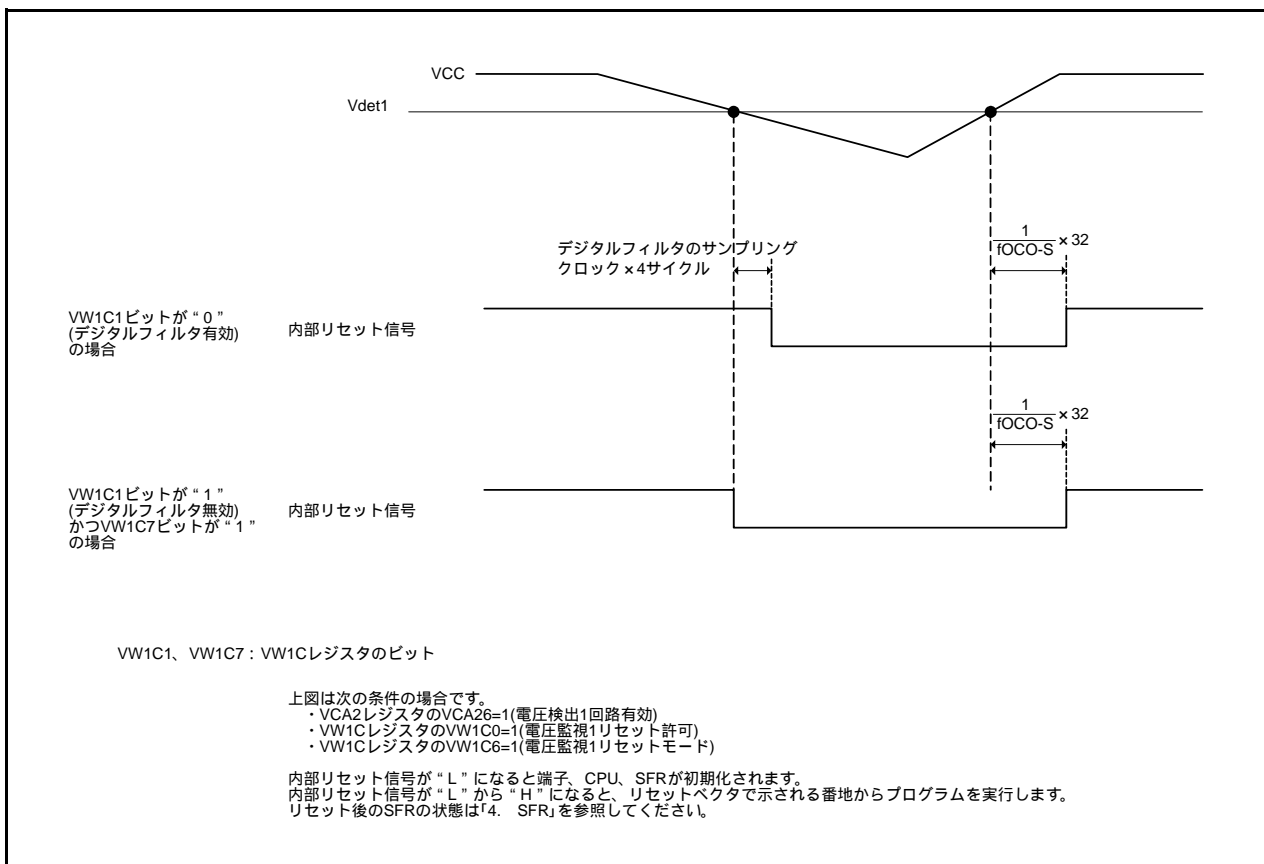 VCC
Vdet1
デジタルフィルタのサンプリング
クロック×4サイクル
1
fOCO-S
×32
VW1C1ビットが“0”
(デジタルフィルタ有効)
の場合
内部リセット信号
1
fOCO-S
×32
VW1C1ビットが“1”
(デジタルフィルタ無効)
かつVW1C7ビットが“1”
の場合
内部リセット信号
VW1C1、VW1C7：VW1Cレジスタのビット
上図は次の条件の場合です。
・VCA2レジスタのVCA26=1(電圧検出1回路有効)
・VW1CレジスタのVW1C0=1(電圧監視1リセット許可)
・VW1CレジスタのVW1C6=1(電圧監視1リセットモード)
内部リセット信号が“L”になると端子、CPU、SFRが初期化されます。
内部リセット信号が“L”から“H”になると、リセットベクタで示される番地からプログラムを実行します。
リセット後のSFRの状態は「4. SFR」を参照してください。